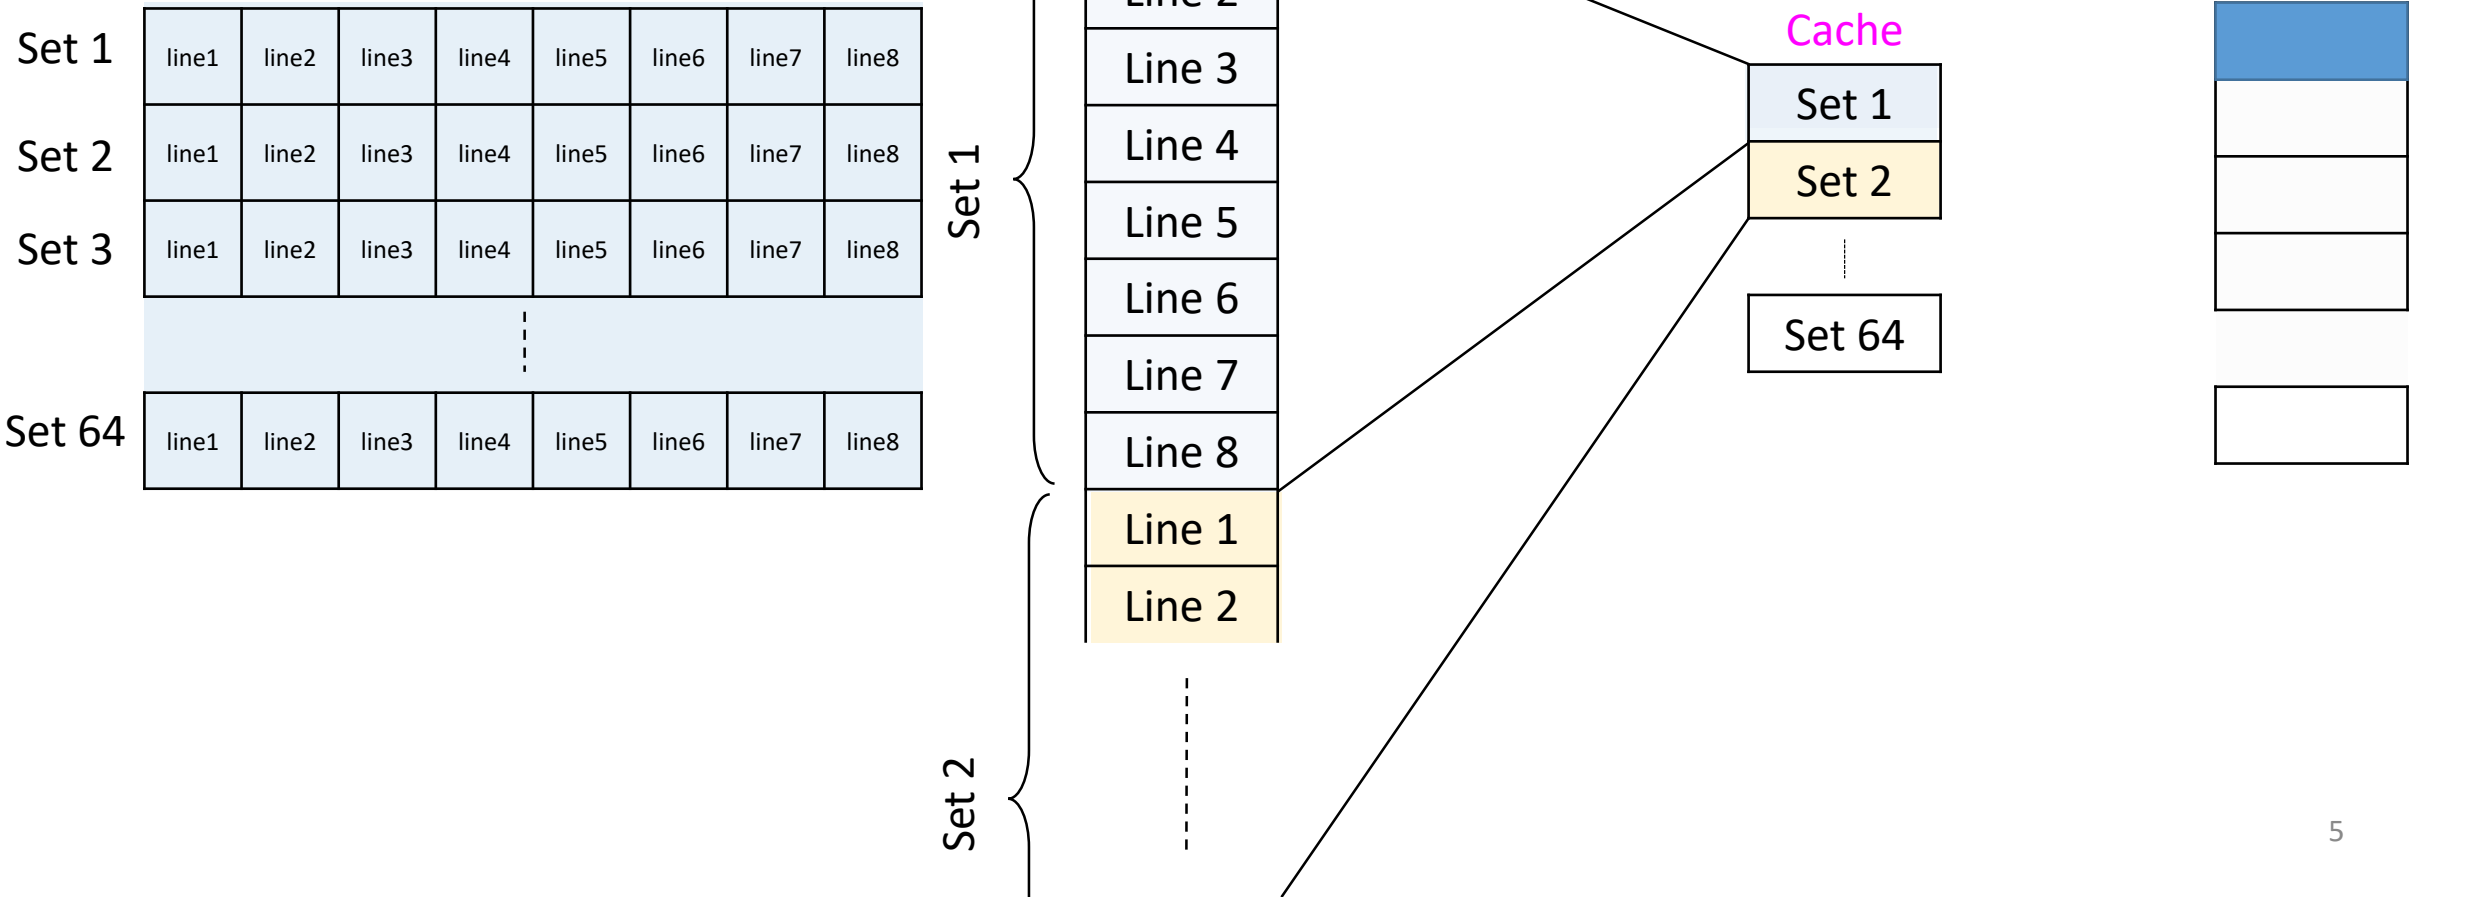 Set 1
line1 line2 line3 line4 line5 line6 line7 line8
Set 2
line1 line2 line3 line4 line5 line6 line7 line8
Set 3
line1 line2 line3 line4 line5 line6 line7 line8
Set 64
line1 line2 line3 line4 line5 line6 line7 line8
Set 1
Line 2
Line 3
Line 4
Line 5
Line 6
Line 7
Line 8
Set 2
Line 1
Line 2
Cache
Set 1
Set 2
Set 64
5